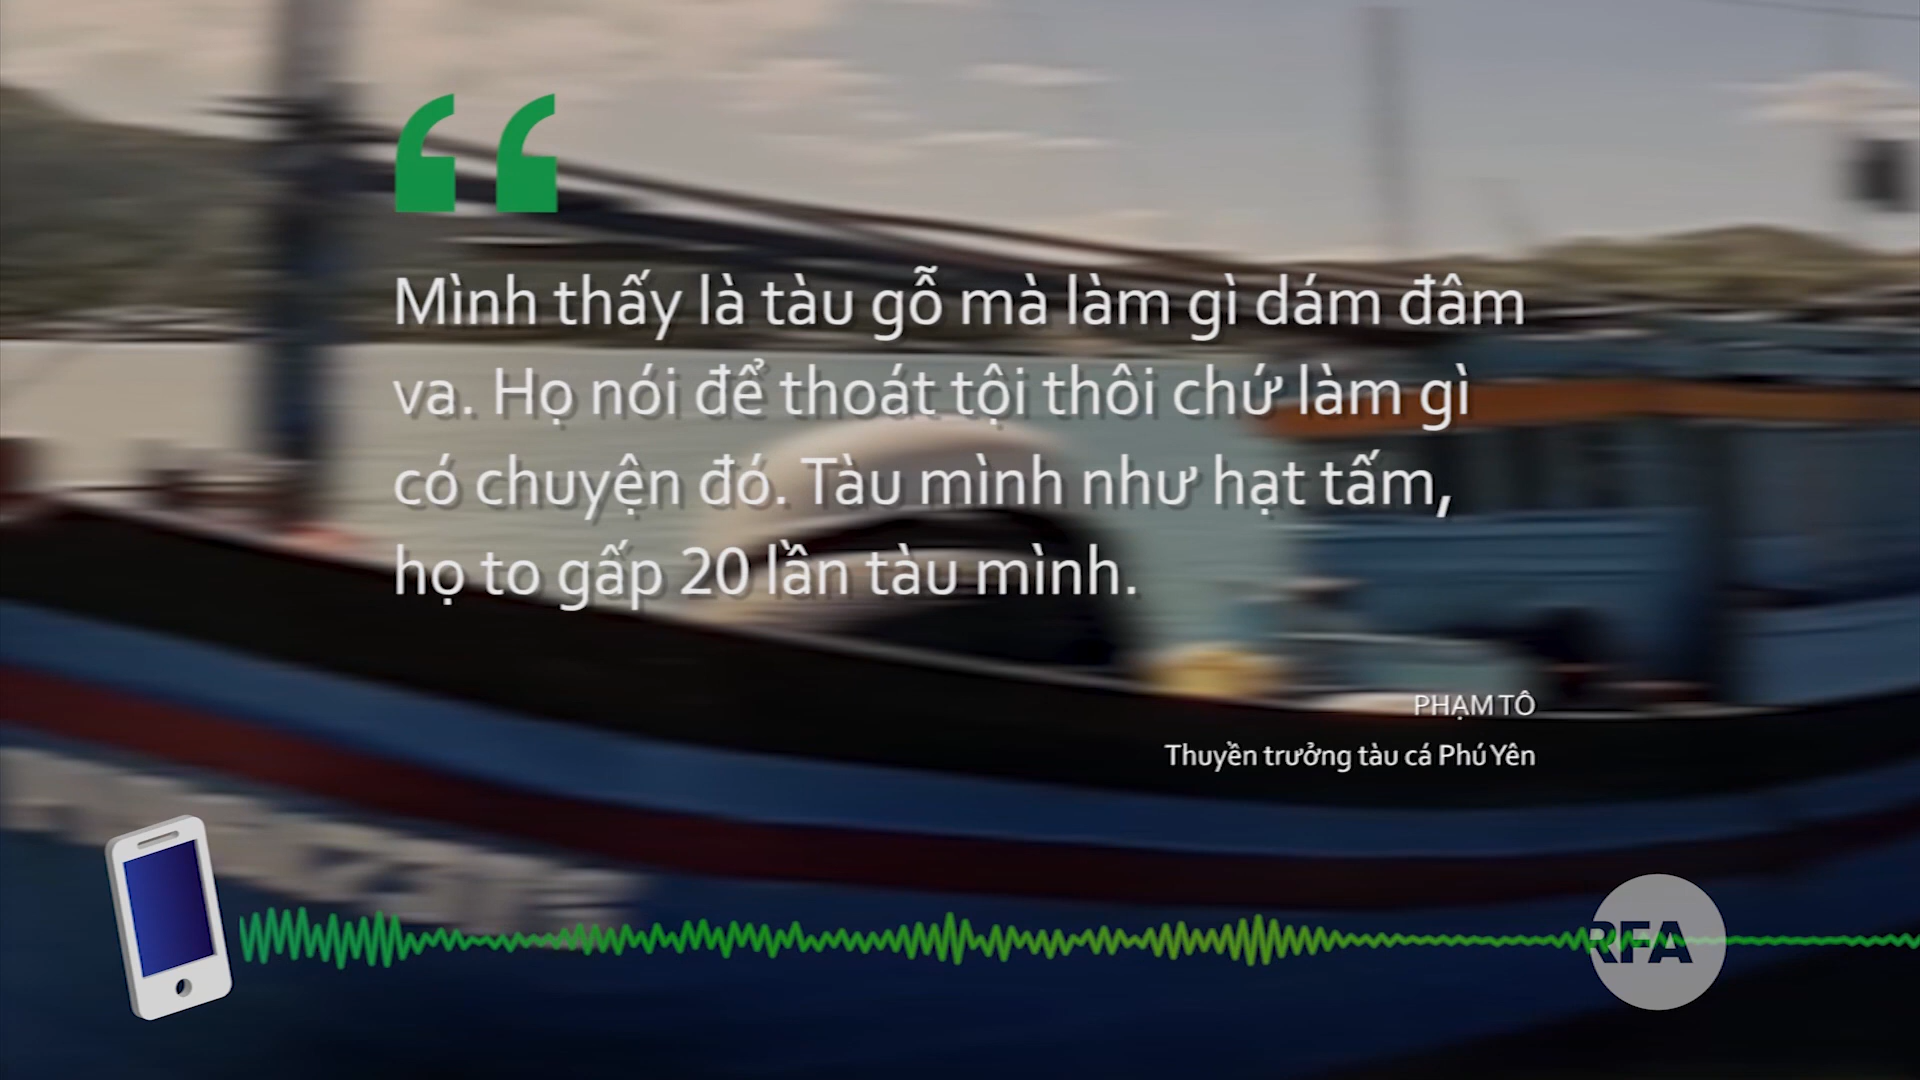 Mình thấy là tàu gỗ mà làm gì dám đâm
va. Họ nói để thoát tội thôi chứ làm gì
có chuyện đó. Tàu mình như hạt tấm,
họ to gấp 20 lần tàu mình.
PHẠM TÔ
Thuyền trưởng tàu cá Phú Yên
RFA